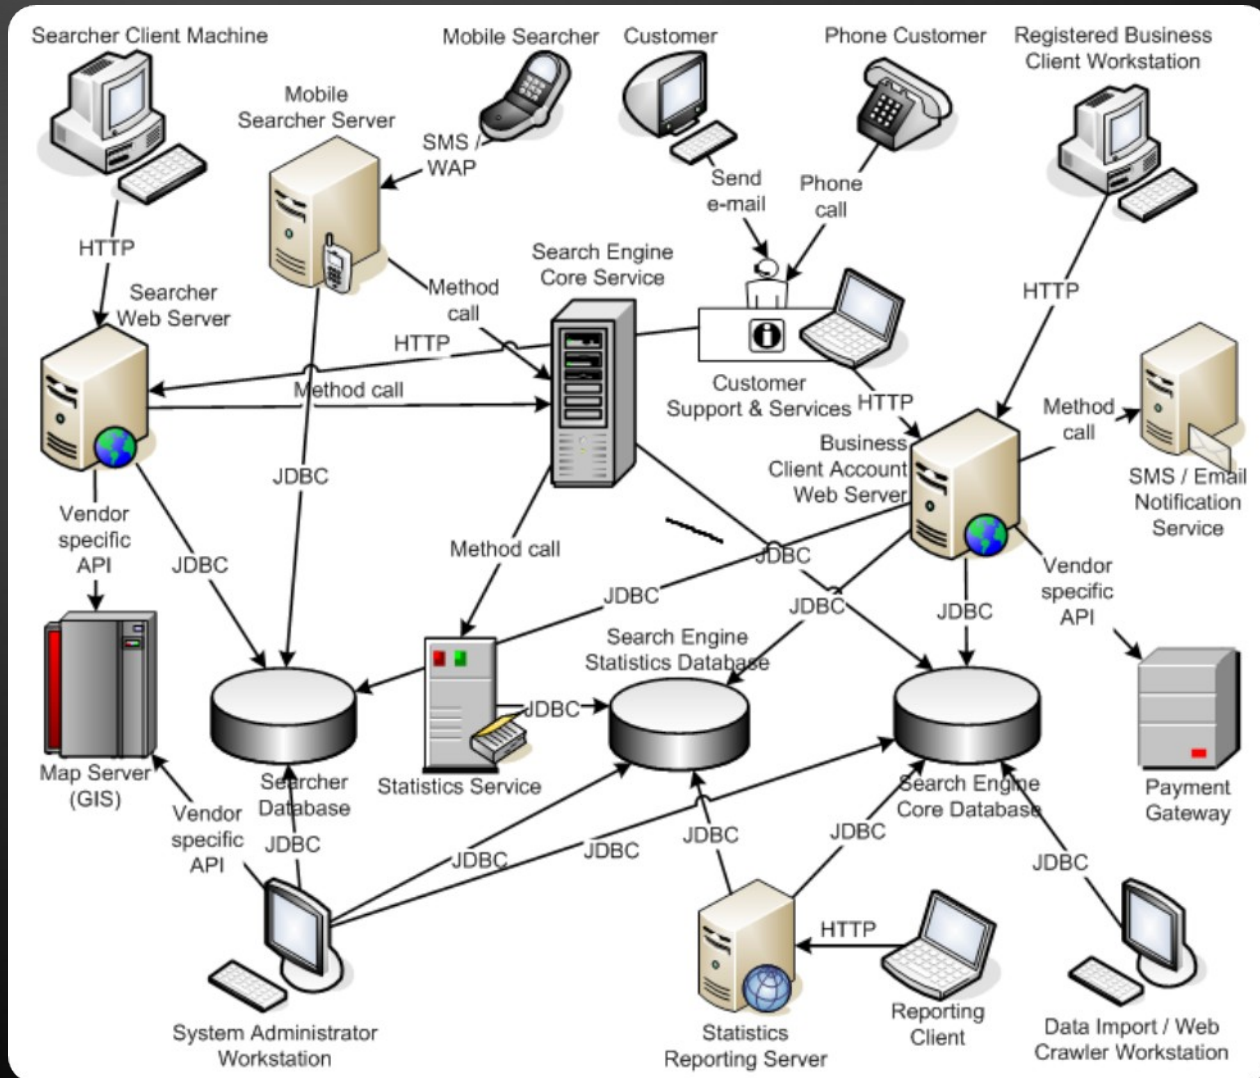 Searcher Client Machine
Mobile Searcher
Customer
Phone Customer
Registered Business
Client Workstation
Mobile
Searcher Server
SMS /
WAP
Send
e-mail
Phone
call
HTTP
Searcher
Web Server
Search Engine
Core Service
Method
call
HTTP
HTTP
Method call
Customer
Support & Services
HTTP
Method
call
Business
Client Account
Web Server
SMS / Email
Notification
Service
JDBC
Vendor
specific
API
JDBC
Method call
JDBC
JDBC
JDBC
JDBC
Vendor
specific
API
Search Engine
Statistics Database
JDBC
Map Server
(GIS)
Searcher
Database
Statistics Service
Search Engine
Core Database
Payment
Gateway
Vendor
specific
API
JDBC
JDBC
JDBC
JDBC
JDBC
JDBC
HTTP
System Administrator
Workstation
Statistics
Reporting Server
Reporting
Client
Data Import / Web
Crawler Workstation